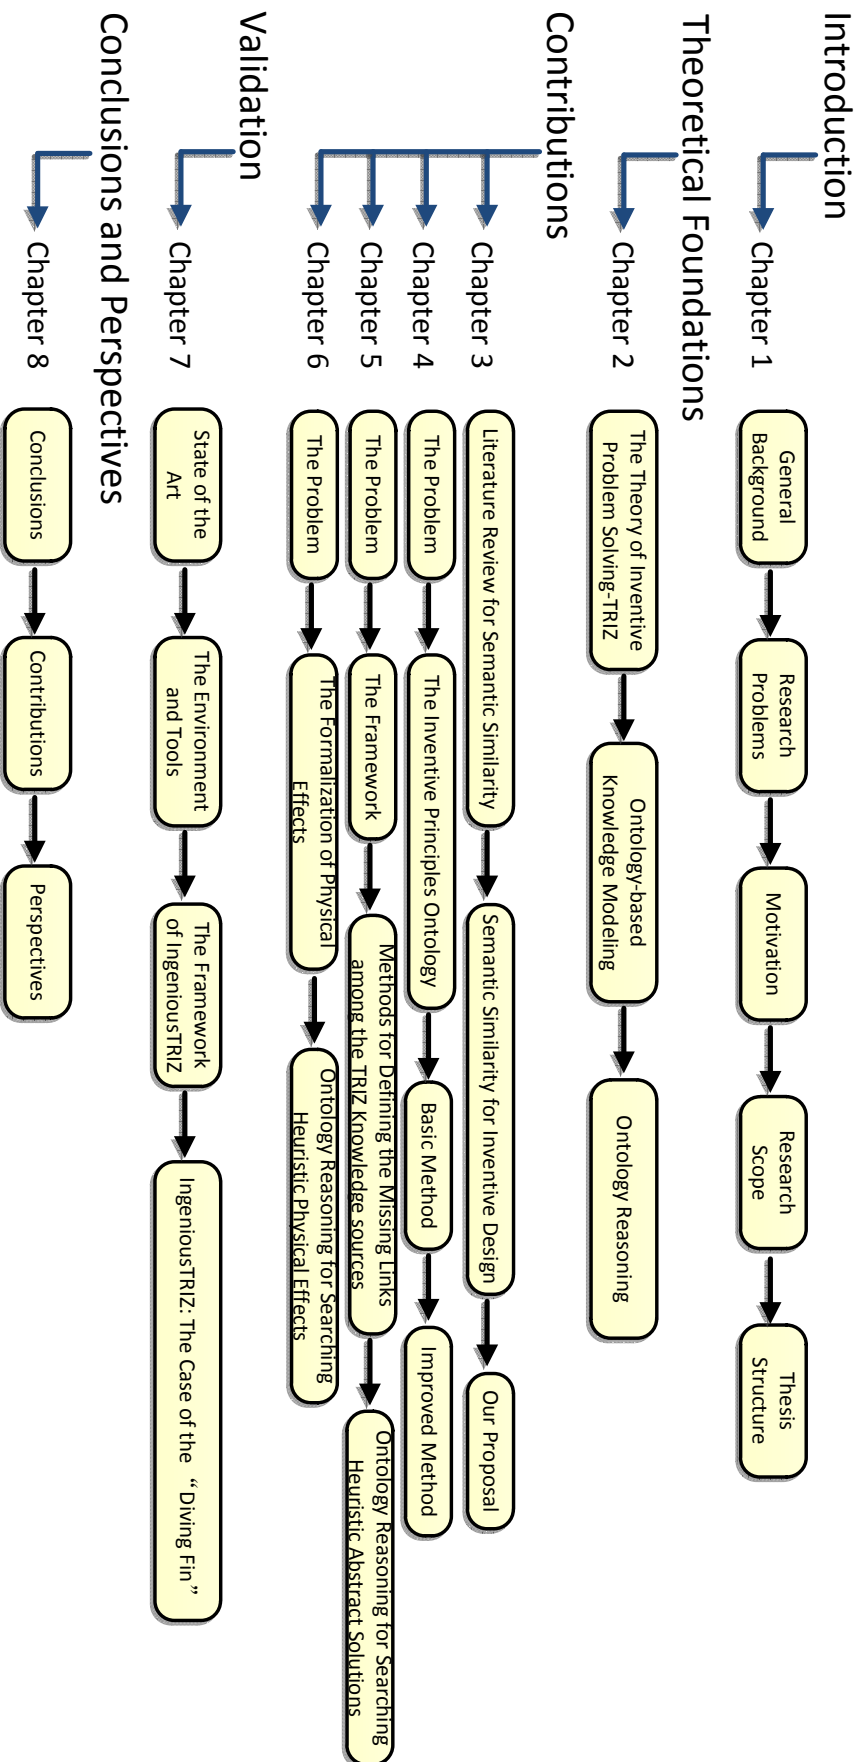 Introduction
Chapter 1
General
Background
Research
Problems
Motivation
Research
Scope
Thesis
Structure
Theoretical Foundations
Chapter 2
The Theory of Inventive
Problem Solving-TRIZ
Ontology-based
Knowledge Modeling
Ontology Reasoning
Contributions
Chapter 3
Literature Review for Semantic Similarity
Semantic Similarity for Inventive Design
Our Proposal
Chapter 4
The Problem
The Inventive Principles Ontology
Basic Method
Improved Method
Chapter 5
The Problem
The Framework
Methods for Defining the Missing Links
among the TRIZ Knowledge sources
Ontology Reasoning for Searching
Heuristic Abstract Solutions
Chapter 6
The Problem
The Formalization of Physical
Effects
Ontology Reasoning for Searching
Heuristic Physical Effects
Validation
Chapter 7
State of the
Art
The Environment
and Tools
The Framework
of IngeniousTRIZ
IngeniousTRIZ: The Case of the “Diving Fin”
Conclusions and Perspectives
Chapter 8
Conclusions
Contributions
Perspectives